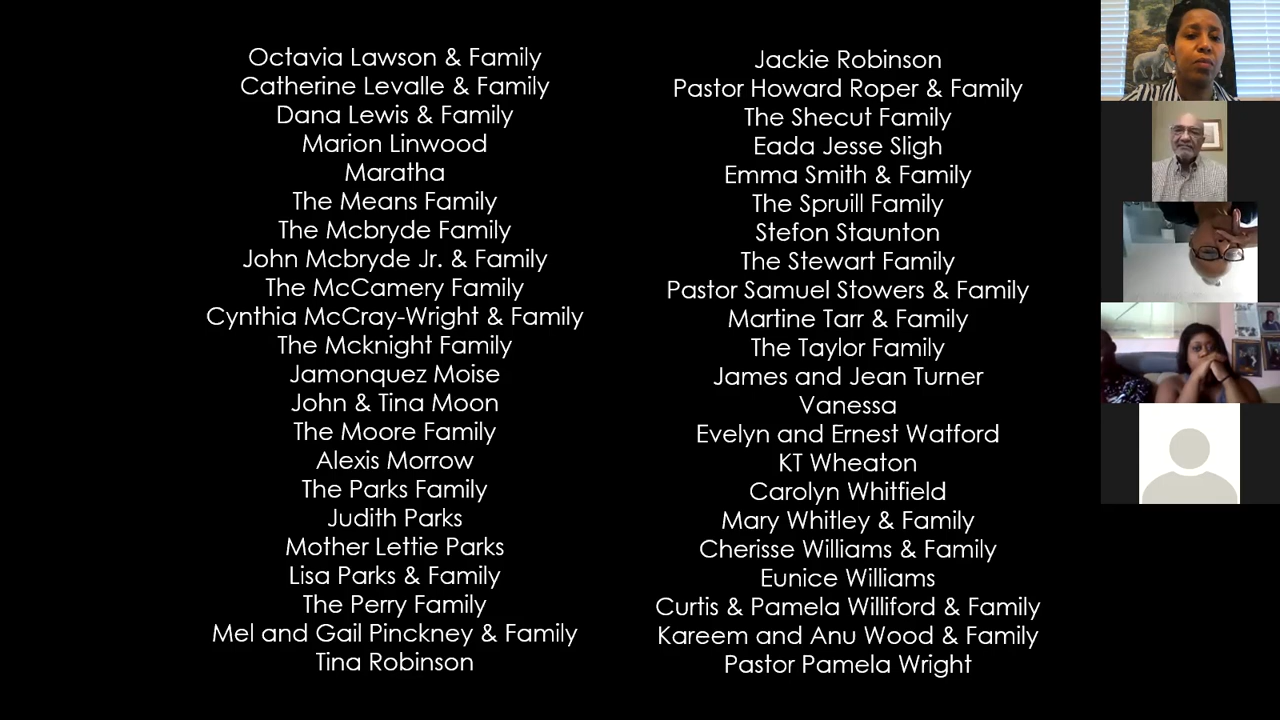 Octavia Lawson & Family
Catherine Levalle & Family
Dana Lewis & Family
Marion Linwood
Maratha
The Means Family
The Mcbryde Family
John Mcbryde Jr. & Family
The McCamery Family
Cynthia McCray-Wright & Family
The Mcknight Family
Jamonquez Moise
John & Tina Moon
The Moore Family
Alexis Morrow
The Parks Family
Judith Parks
Mother Lettie Parks
Lisa Parks & Family
The Perry Family
Mel and Gail Pinckney & Family
Tina Robinson
Jackie Robinson
Pastor Howard Roper & Family
The Shecut Family
Eada Jesse Sligh
Emma Smith & Family
The Spruill Family
Stefon Staunton
The Stewart Family
Pastor Samuel Stowers & Family
Martine Tarr & Family
The Taylor Family
James and Jean Turner
Vanessa
Evelyn and Ernest Watford
KT Wheaton
Carolyn Whitfield
Mary Whitley & Family
Cherisse Williams & Family
Eunice Williams
Curtis & Pamela Williford & Family
Kareem and Anu Wood & Family
Pastor Pamela Wright